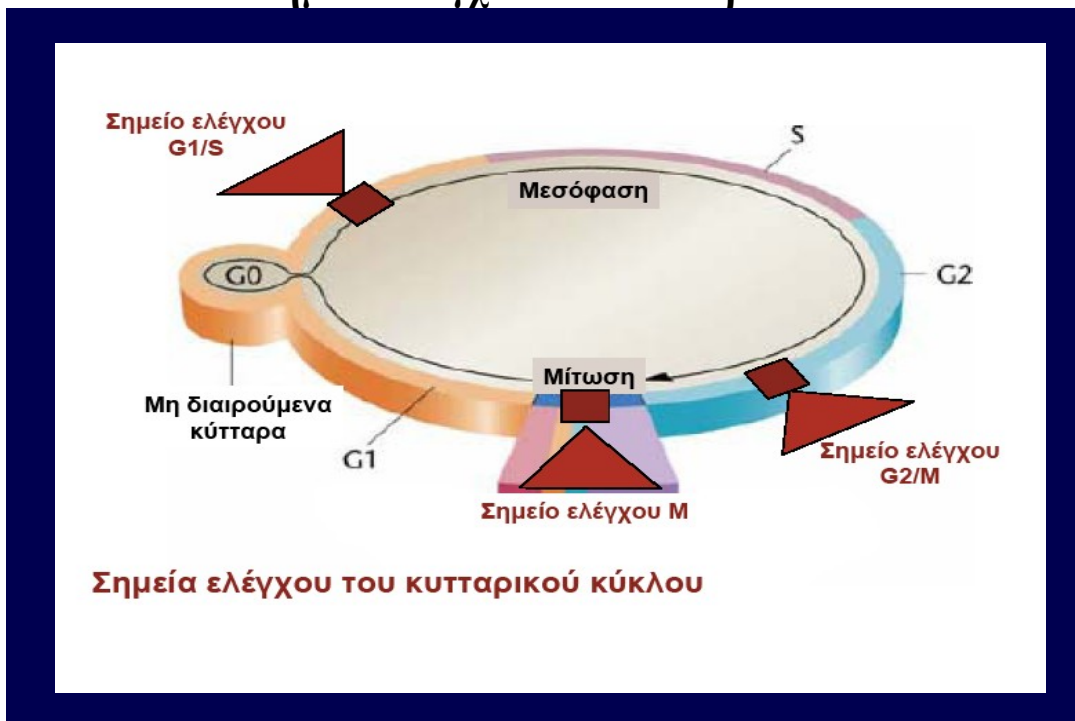 Σημείο ελέγχου
G1/S
S
Μεσόφαση
G0
G2
Μίτωση
Μη διαιρούμενα
κύτταρα
G1
Σημείο ελέγχου
G2/M
Σημείο ελέγχου Μ
Σημεία ελέγχου του κυτταρικού κύκλου